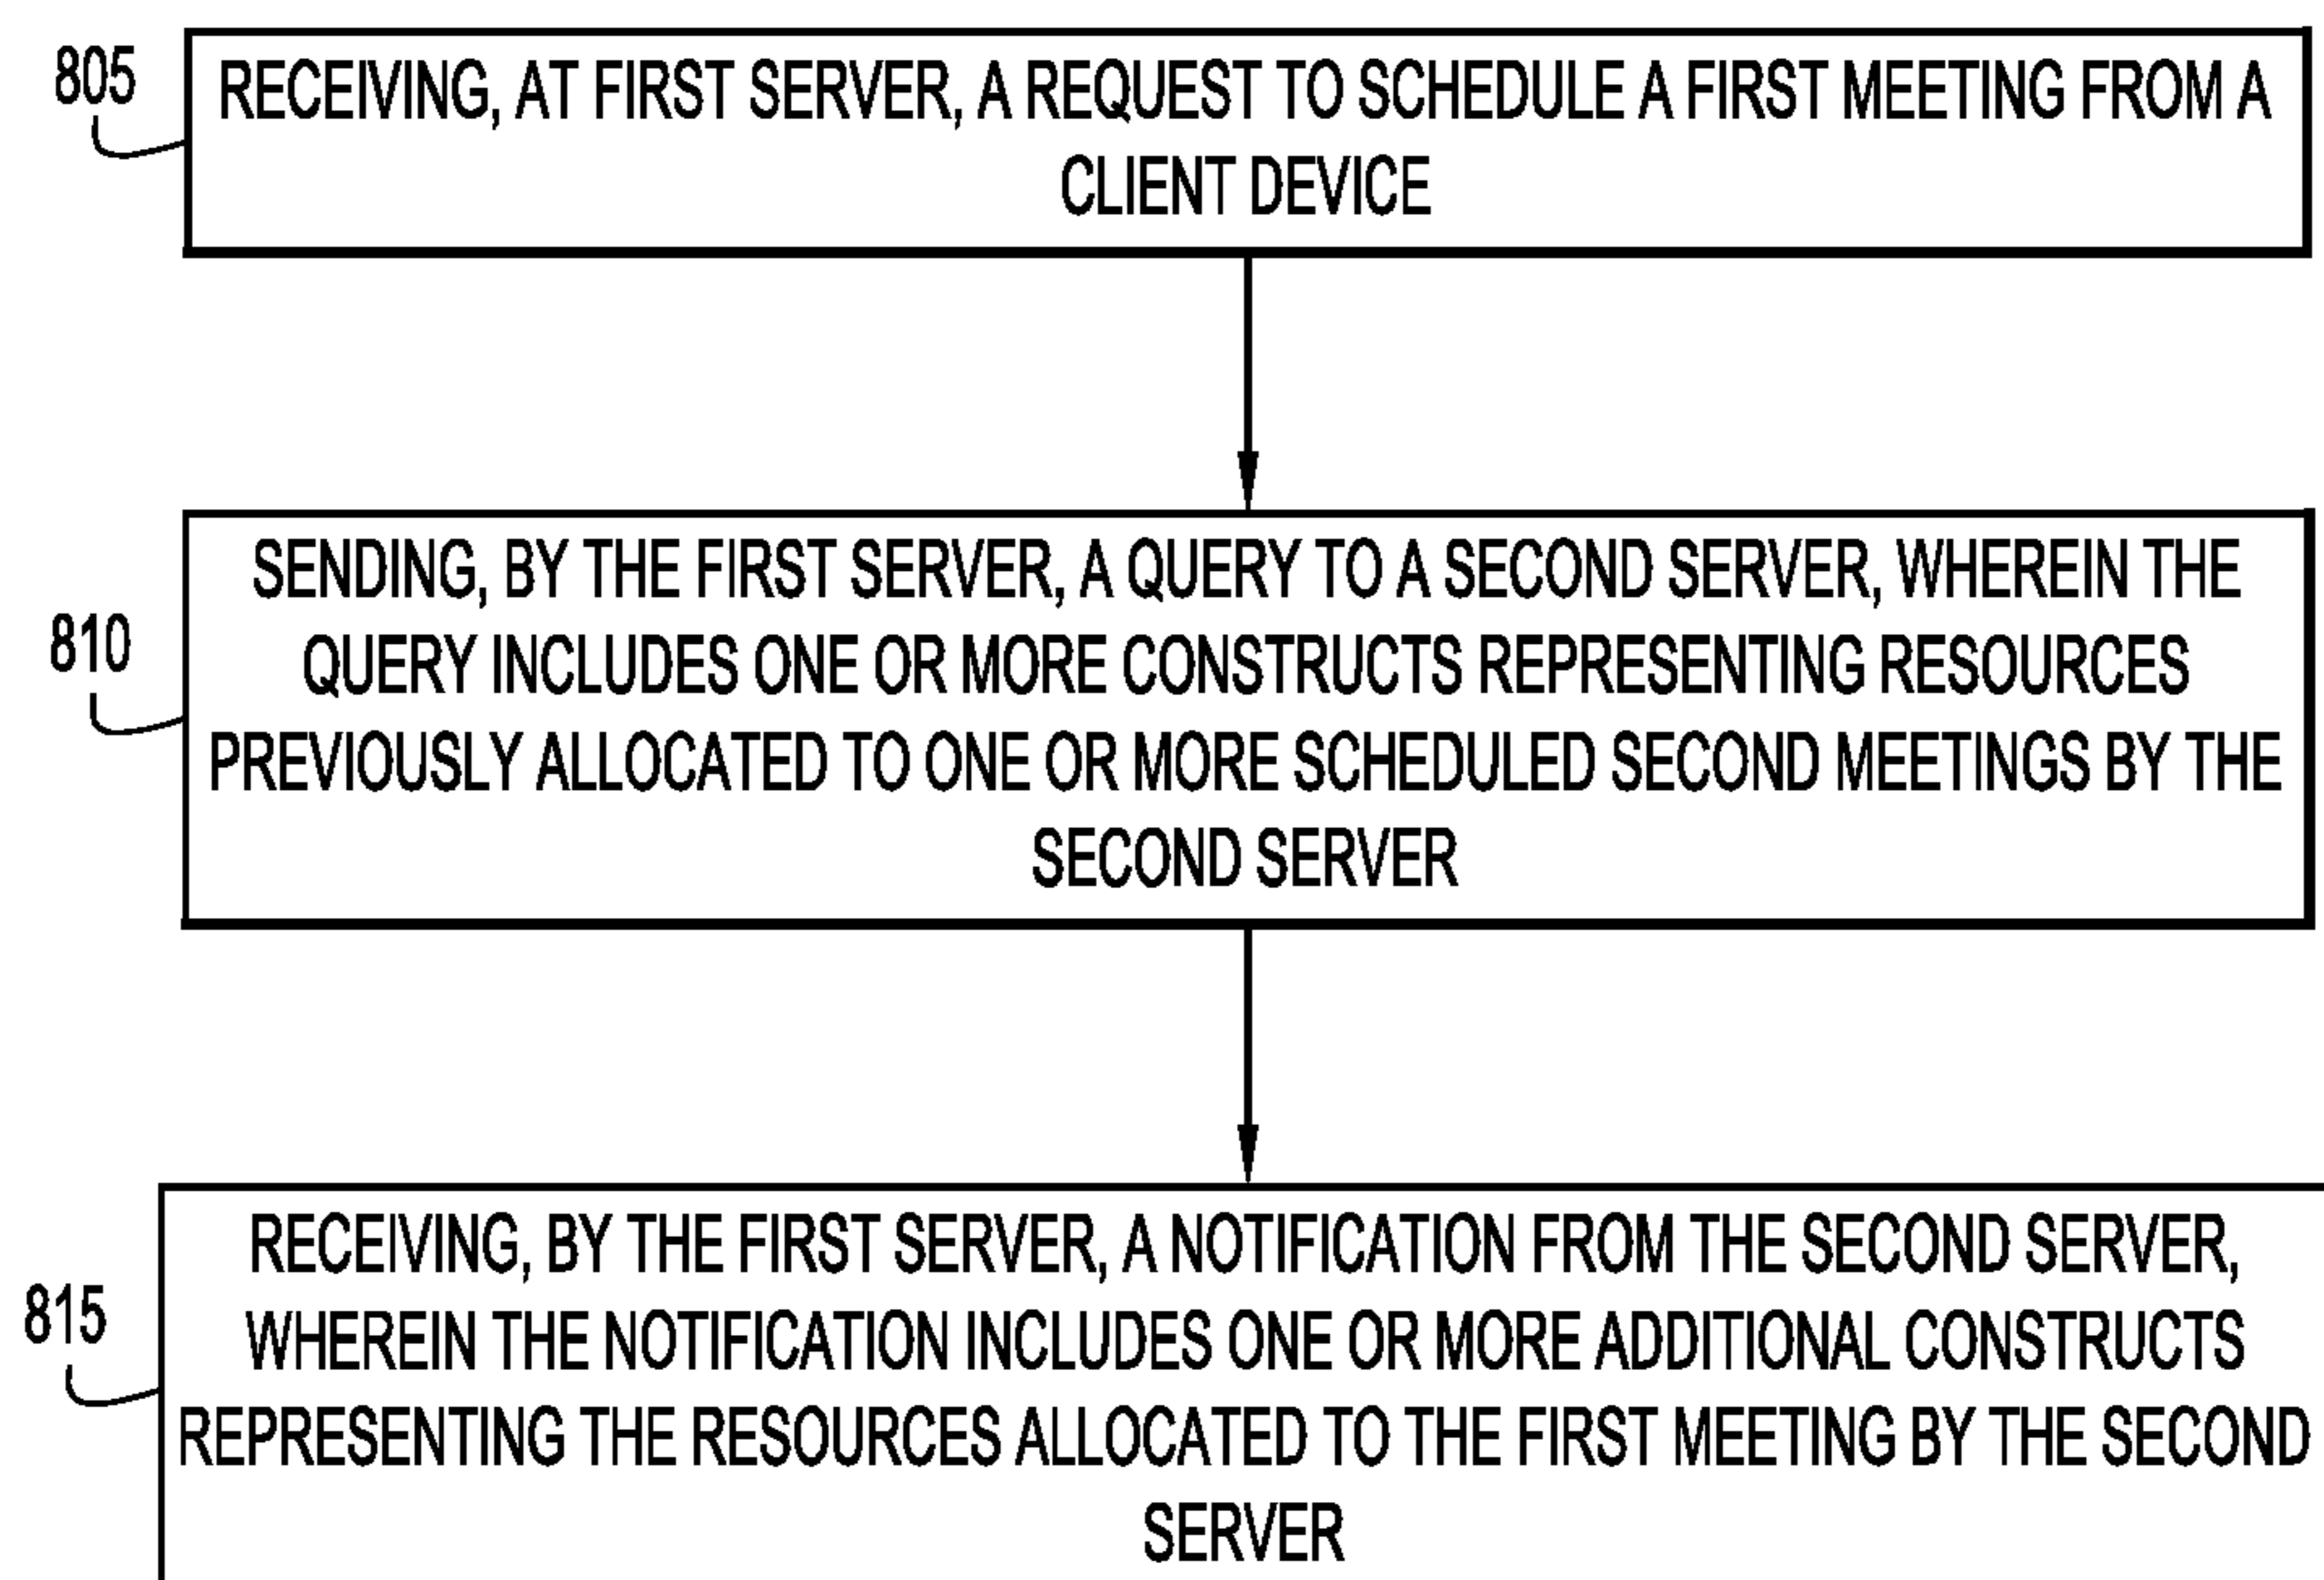 805
RECEIVING, AT FIRST SERVER, A REQUEST TO SCHEDULE A FIRST MEETING FROM A
CLIENT DEVICE
810
SENDING, BY THE FIRST SERVER, A QUERY TO A SECOND SERVER, WHEREIN THE
QUERY INCLUDES ONE OR MORE CONSTRUCTS REPRESENTING RESOURCES
PREVIOUSLY ALLOCATED TO ONE OR MORE SCHEDULED SECOND MEETINGS BY THE
SECOND SERVER
815
RECEIVING, BY THE FIRST SERVER, A NOTIFICATION FROM THE SECOND SERVER,
WHEREIN THE NOTIFICATION INCLUDES ONE OR MORE ADDITIONAL CONSTRUCTS
REPRESENTING THE RESOURCES ALLOCATED TO THE FIRST MEETING BY THE SECOND
SERVER